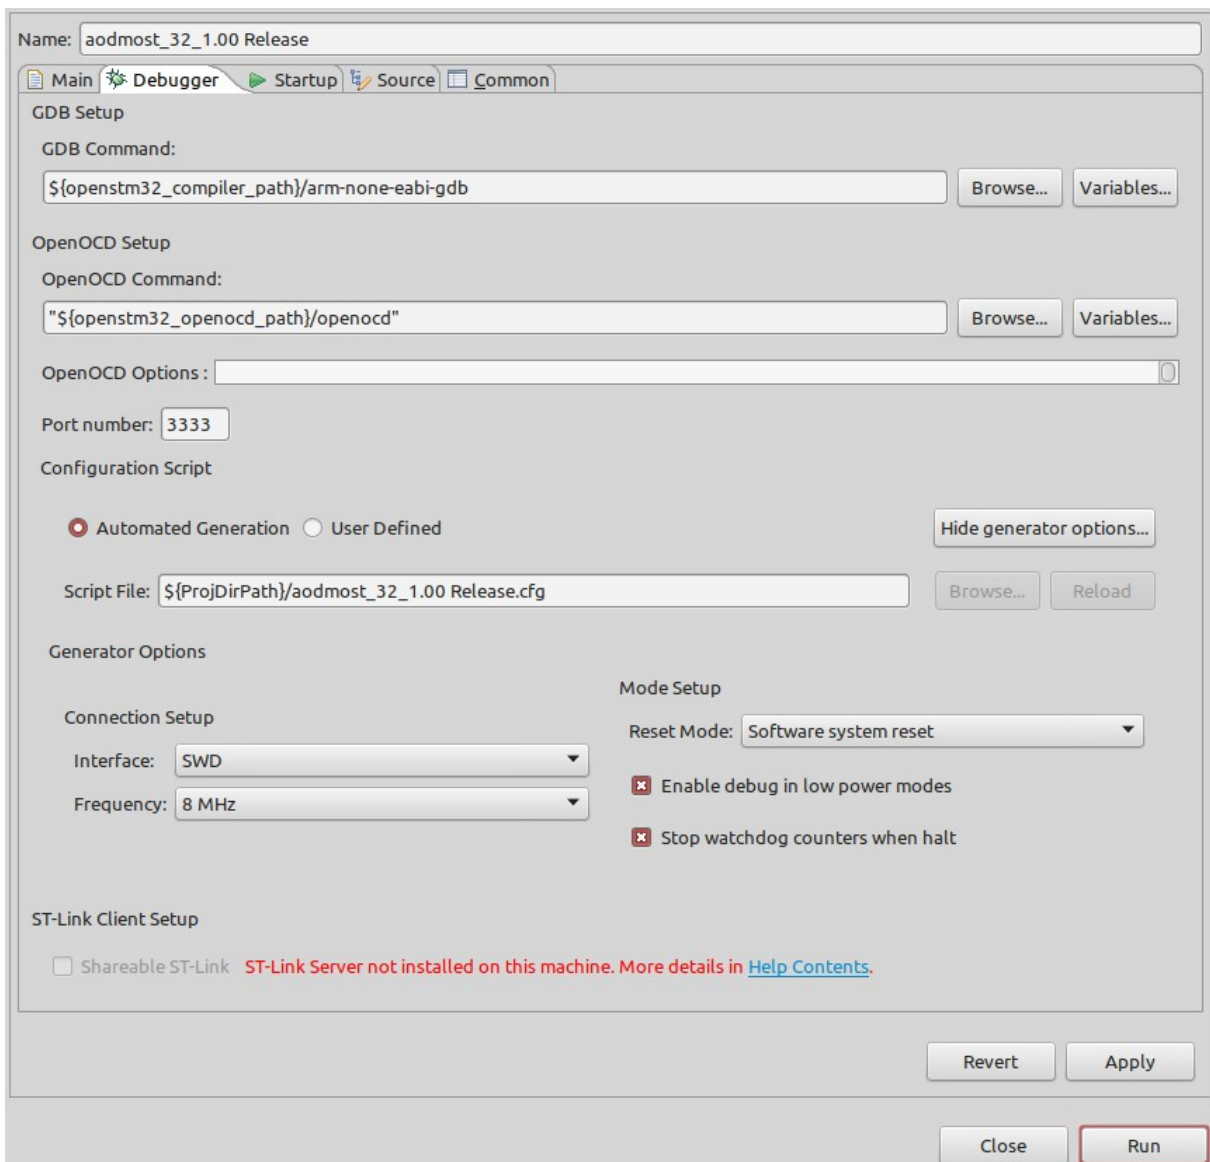 Name: aodmost_32_1.00 Release
Main Debugger Startup Source Common
GDB Setup
GDB Command:
${openstm32_compiler_path}/arm-none-eabi-gdb Browse... Variables...
OpenOCD Setup
OpenOCD Command:
"${openstm32_openocd_path}/openocd" Browse... Variables...
OpenOCD Options :
Port number: 3333
Configuration Script
Automated Generation User Defined Hide generator options...
Script File: ${ProjDirPath}/aodmost_32_1.00 Release.cfg Browse... Reload
Generator Options
Connection Setup
Interface: SWD
Frequency: 8 MHz
Mode Setup
Reset Mode: Software system reset
Enable debug in low power modes
Stop watchdog counters when halt
ST-Link Client Setup
Shareable ST-Link ST-Link Server not installed on this machine. More details in Help Contents.
Revert Apply
Close Run